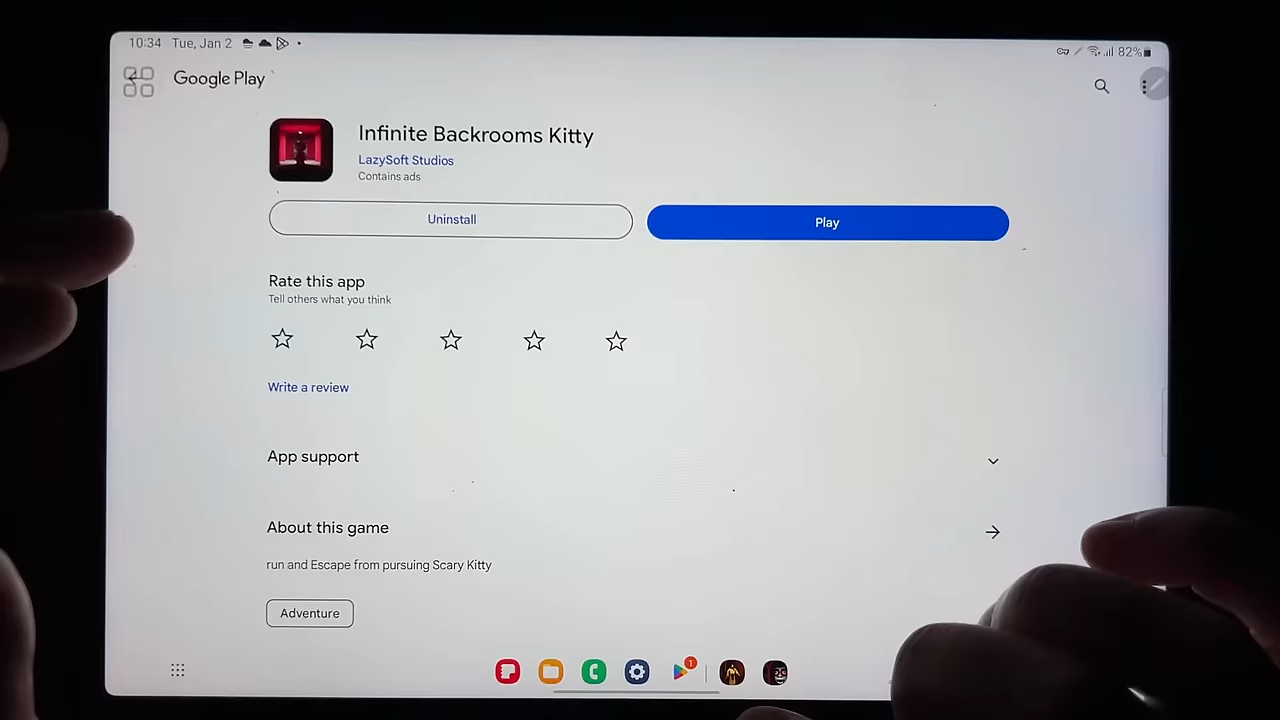 10:34 Tue, Jan 2
82%
Google Play
Infinite Backrooms Kitty
LazySoft Studios
Contains ads
Uninstall
Play
Rate this app
Tell others what you think
Write a review
App support
About this game
run and Escape from pursuing Scary Kitty
Adventure
1